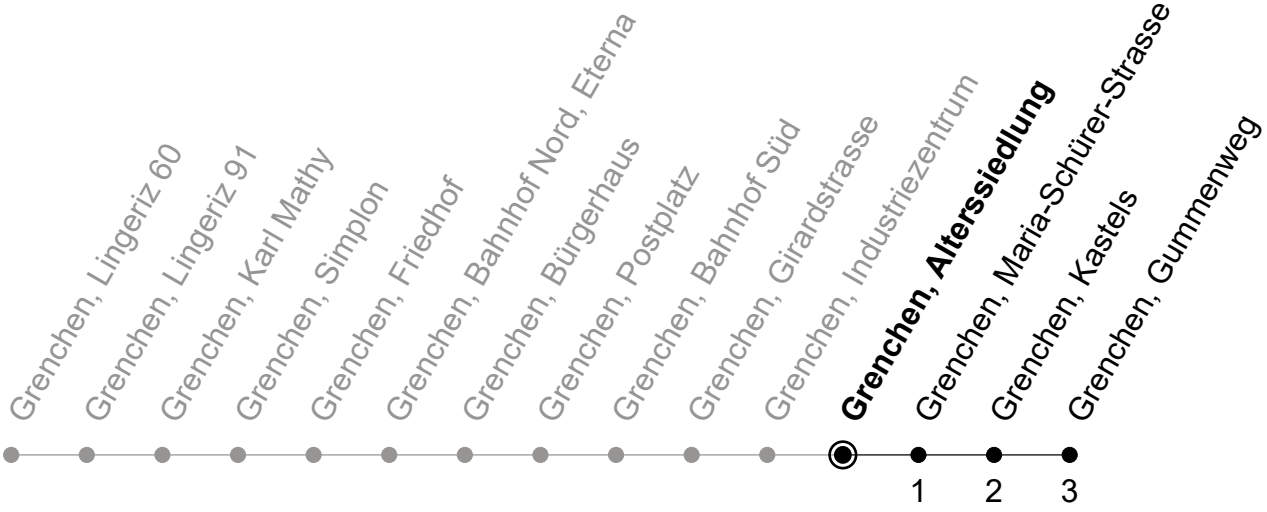 Grenchen, Lingeriz 60
Grenchen, Lingeriz 91
Grenchen, Karl Mathy
Grenchen, Simplon
Grenchen, Friedhof
Grenchen, Bahnhof Nord, Eterna
Grenchen, Bürgerhaus
Grenchen, Postplatz
Grenchen, Bahnhof Süd
Grenchen, Girardstrasse
Grenchen, Industriezentrum
Grenchen, Alterssiedlung
Grenchen, Maria-Schürer-Strasse
Grenchen, Kastels
Grenchen, Gummenweg
1 2 3